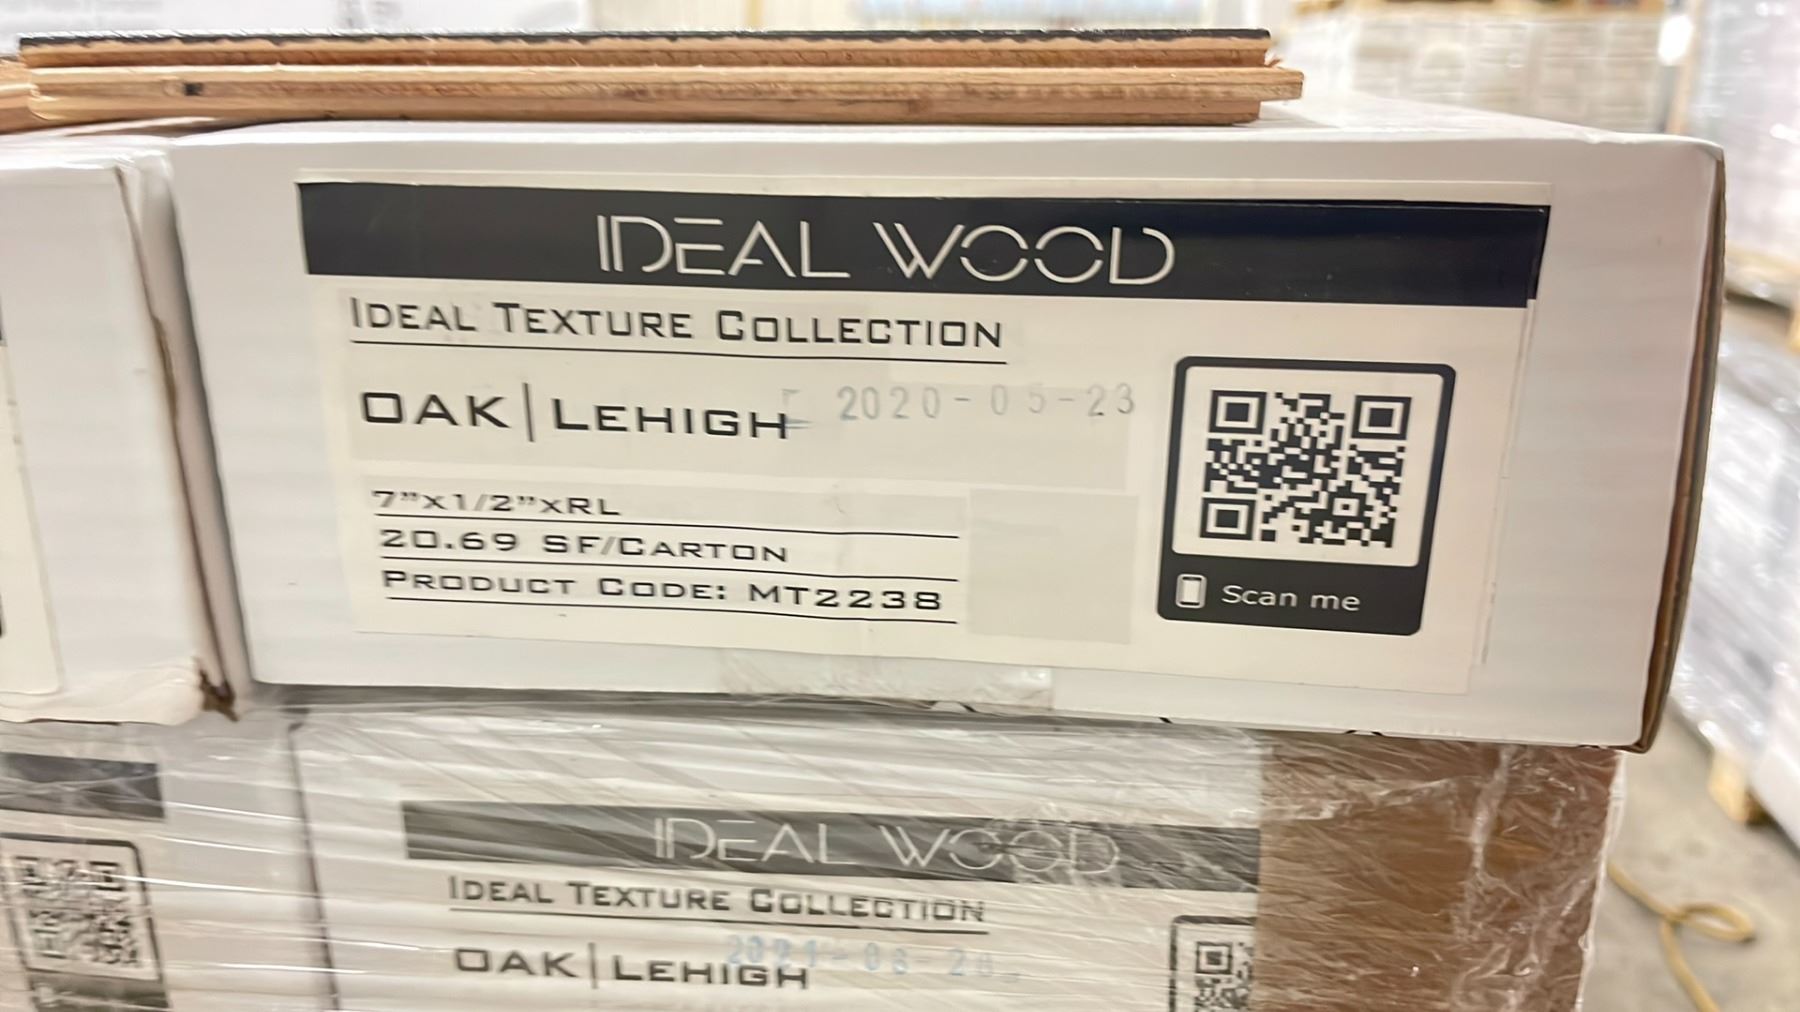 IDEAL WOOD
IDEAL TEXTURE COLLECTION
OAK | LEHIGH 2020-05-23
7"x1/2"xRL
20.69 SF/CARTON
PRODUCT CODE: MT2238
Scan me
IDEAL WOOD
IDEAL TEXTURE COLLECTION
OAK | LEHIGH